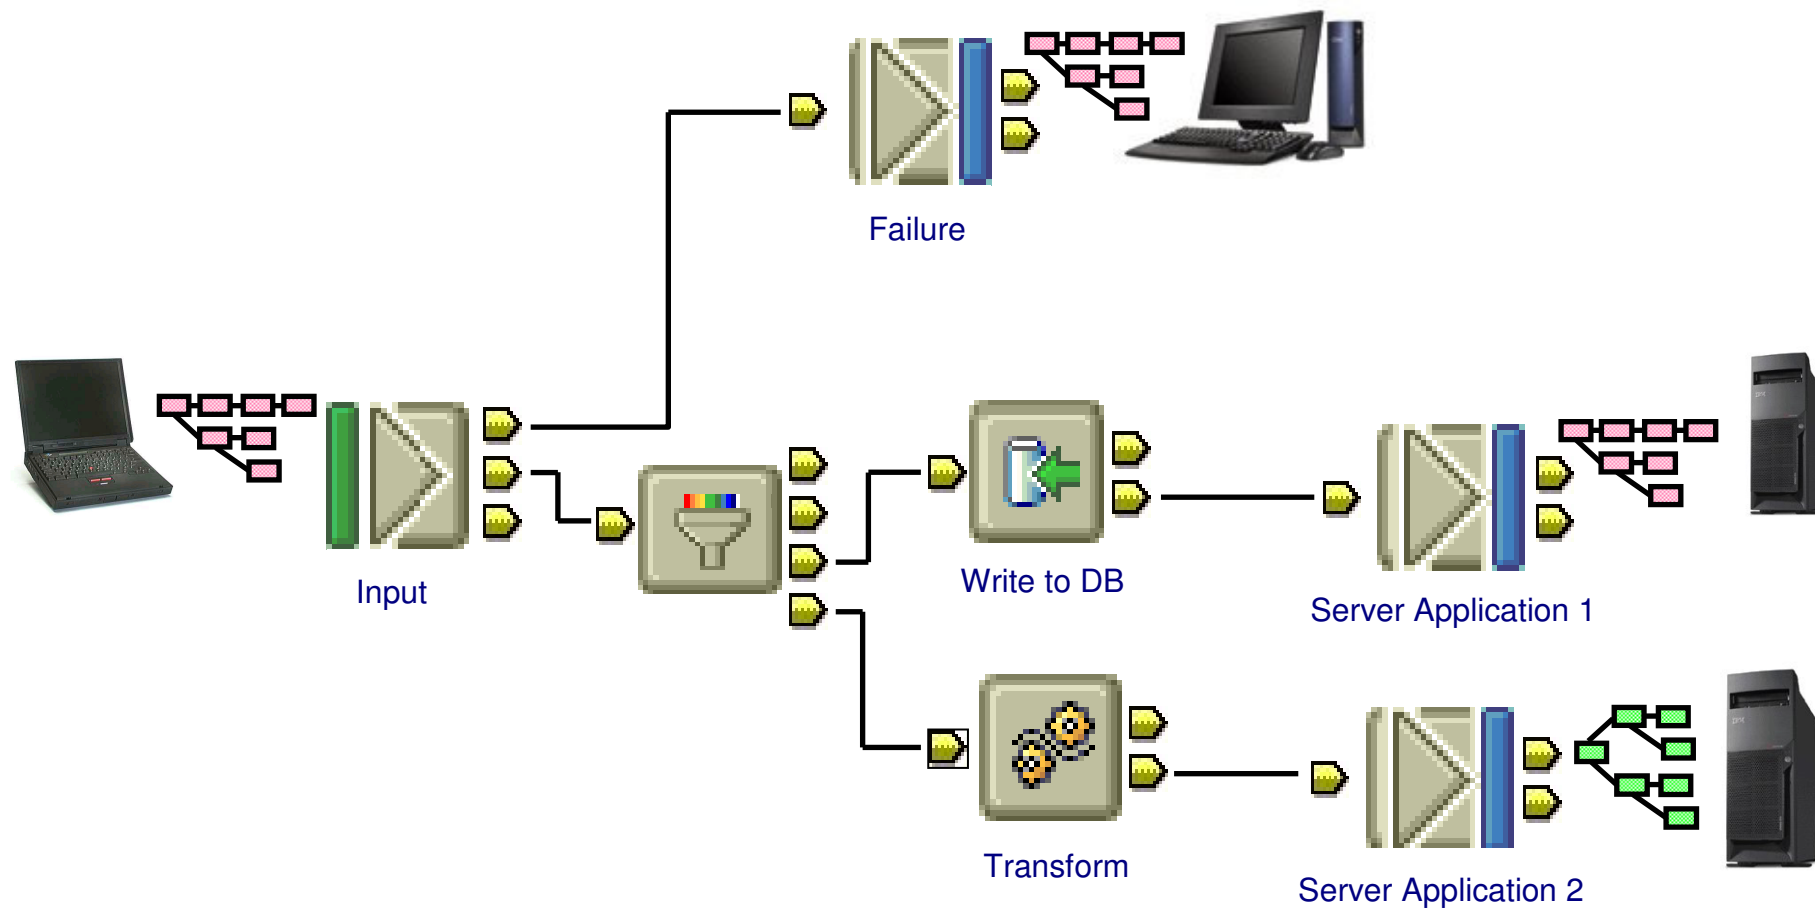 Failure
Input
Write to DB
Server Application 1
Transform
Server Application 2